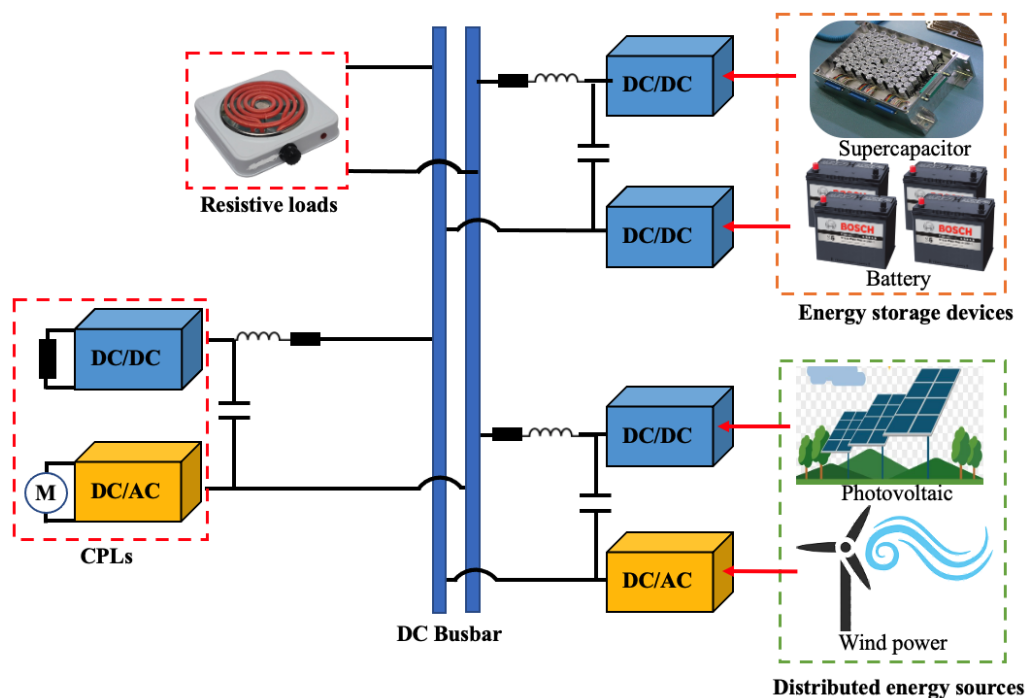 DC/DC
Supercapacitor
Resistive loads
DC/DC
BOSCH
BOSCH
Battery
Energy storage devices
DC/DC
DC/DC
M
DC/AC
Photovoltaic
CPLs
DC/AC
DC Busbar
Wind power
Distributed energy sources